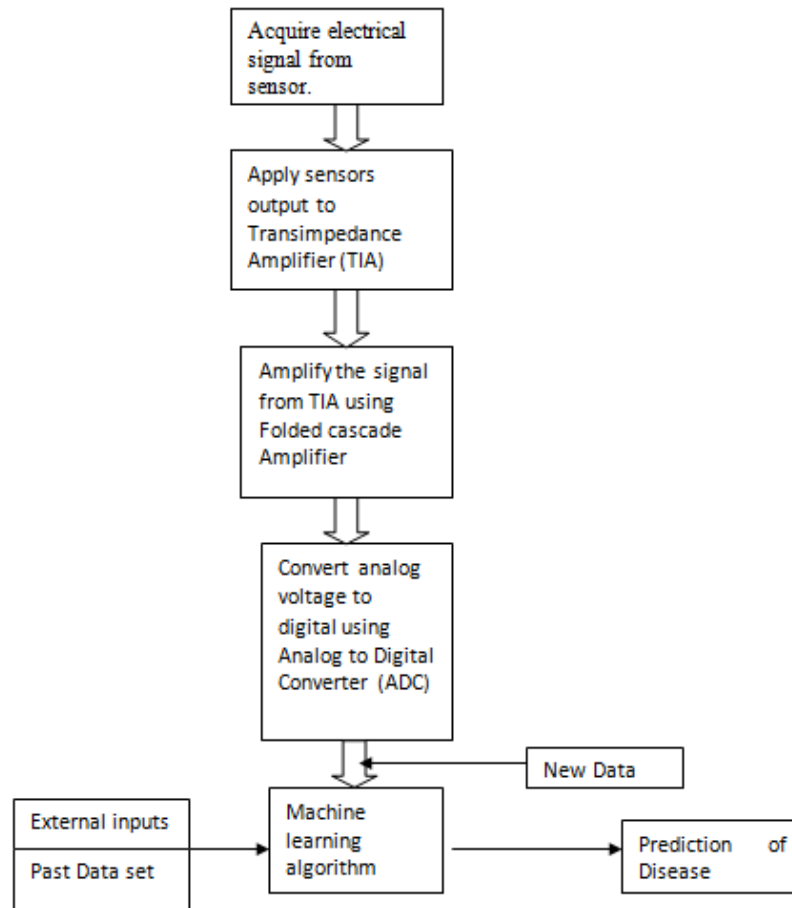 Acquire electrical
signal from
sensor.
Apply sensors
output to
Transimpedance
Amplifier (TIA)
Amplify the signal
from TIA using
Folded cascade
Amplifier
Convert analog
voltage to
digital using
Analog to Digital
Converter (ADC)
New Data
External inputs
Past Data set
Machine
learning
algorithm
Prediction of
Disease